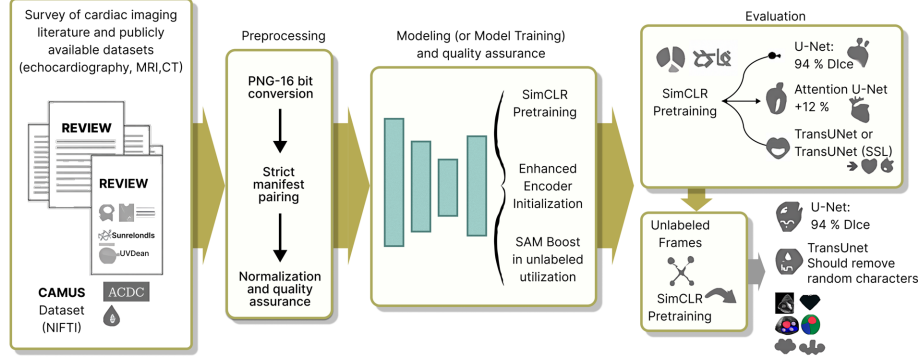 Survey of cardiac imaging
literature and publicly
available datasets
(echocardiography, MRI,CT)
REVIEW
REVIEW
Sunrelondls
UVDean
CAMUS
Dataset
(NIFTI)
ACDC
Preprocessing
PNG-16 bit
conversion
Strict
manifest
pairing
Normalization
and quality
assurance
Modeling (or Model Training)
and quality assurance
SimCLR
Pretraining
Enhanced
Encoder
Initialization
SAM Boost
in unlabeled
utilization
Evaluation
SimCLR
Pretraining
U-Net:
94 % DIce
Attention U-Net
+12 %
TransUNet or
TransUNet (SSL)
Unlabeled
Frames
SimCLR
Pretraining
U-Net:
94 % DIce
TransUnet
Should remove
random characters